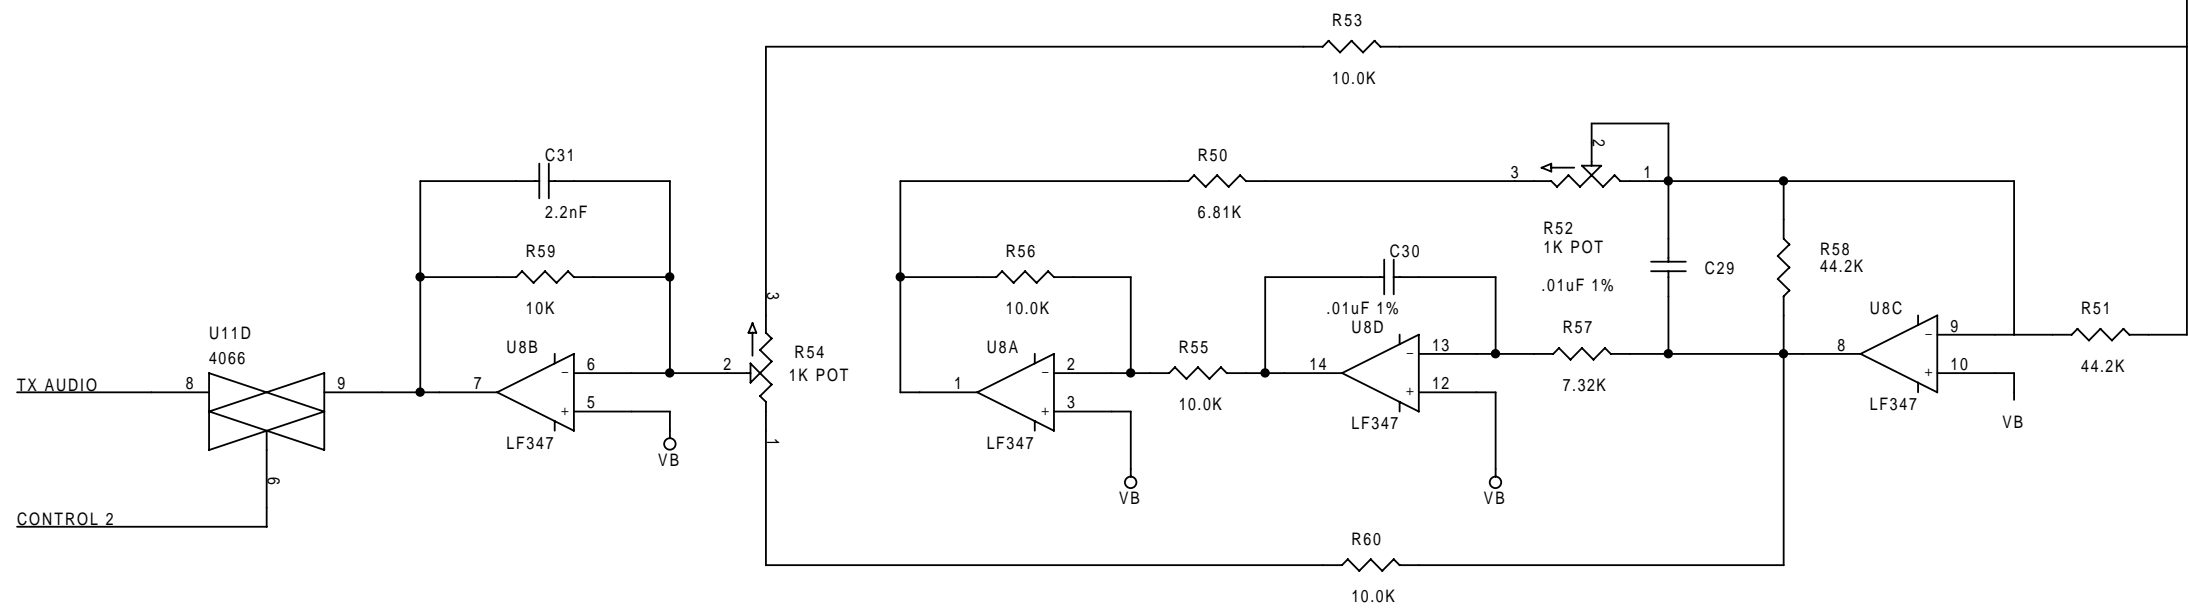 R53
10.0K
C31
2.2nF
R50
6.81K
3
2
1
R52
1K POT
.01uF 1%
C29
R58
44.2K
R59
10K
R56
10.0K
C30
.01uF 1%
U8D
U8C
R51
44.2K
9
10
8
-
+
LF347
VB
U11D
4066
TX AUDIO
8
9
6
CONTROL 2
U8B
7
6
5
-
+
LF347
VB
3
2
R54
1K POT
1
U8A
1
2
3
-
+
LF347
VB
R55
10.0K
14
13
12
-
+
LF347
VB
R57
7.32K
R60
10.0K